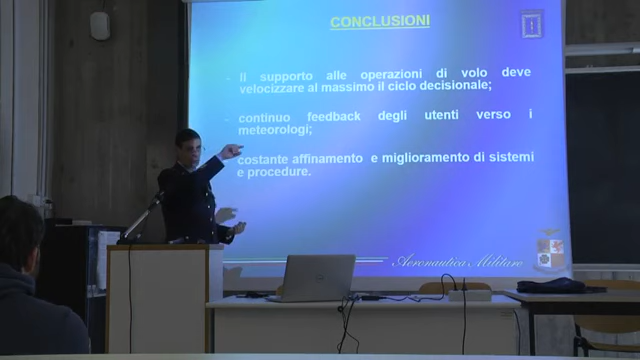 CONCLUSIONI
- Il supporto alle operazioni di volo deve
velocizzare al massimo il ciclo decisionale;
- continuo feedback degli utenti verso i
meteorologi;
costante affinamento e miglioramento di sistemi
e procedure.
Aeronautica Militare